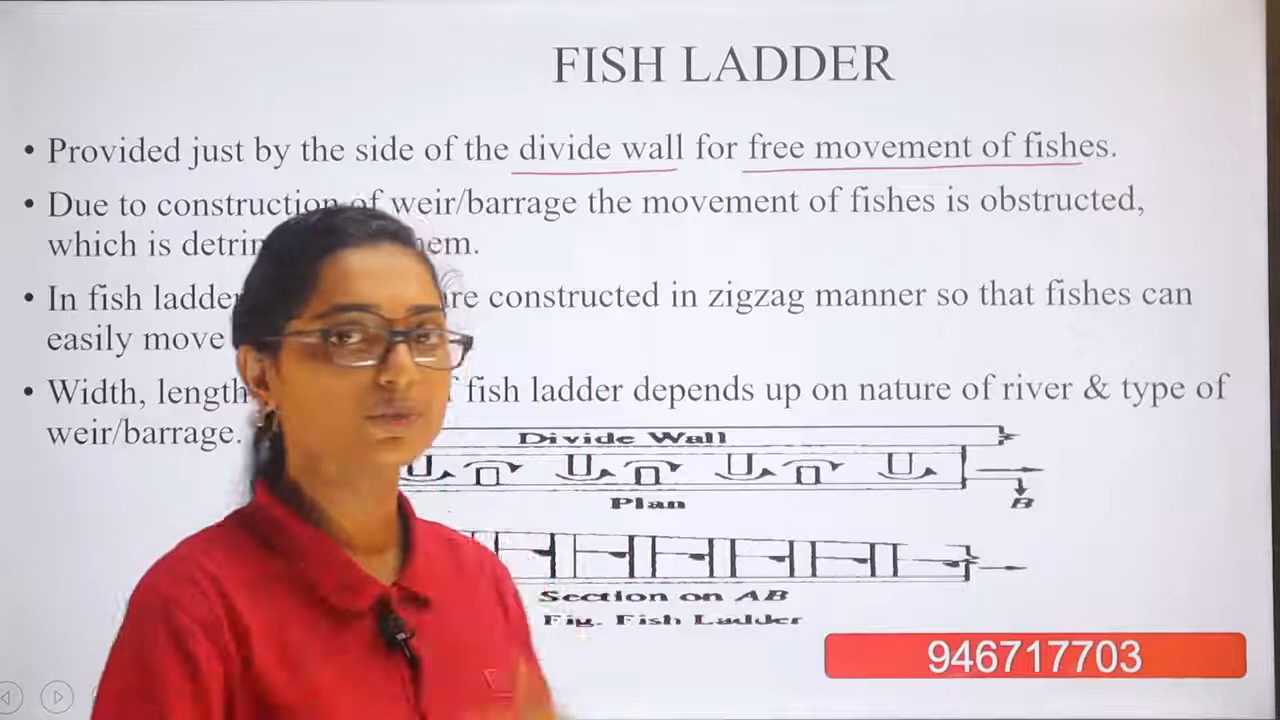 FISH LADDER
• Provided just by the side of the divide wall for free movement of fishes.
• Due to construction of weir/barrage the movement of fishes is obstructed,
which is detri em.
• In fish ladde re constructed in zigzag manner so that fishes can
easily move
• Width, length fish ladder depends up on nature of river & type of
weir/barrage.
Divide Wall
Plan
B
Section on AB
Fig. Fish Ladder
946717703